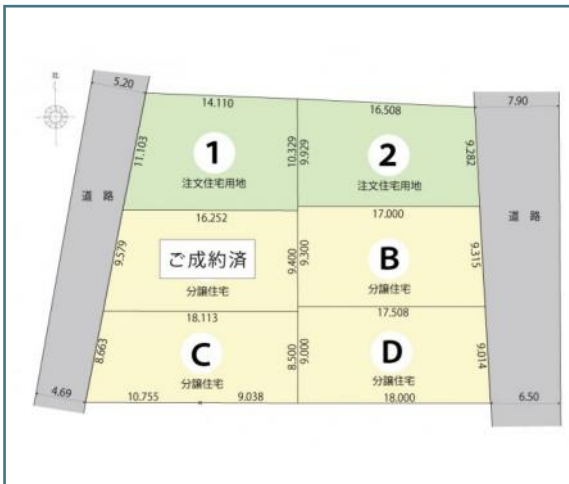 北
5.20
14.110
16.508
7.90
11.103
1
10.329
9.929
2
9.282
注文住宅用地
注文住宅用地
道 路
道 路
16.252
17.000
9.579
ご成約済
9.400
9.300
B
9.315
分譲住宅
分譲住宅
18.113
17.508
8.663
C
8.500
9.000
D
9.014
分譲住宅
分譲住宅
4.69
10.755
9.038
18.000
6.50